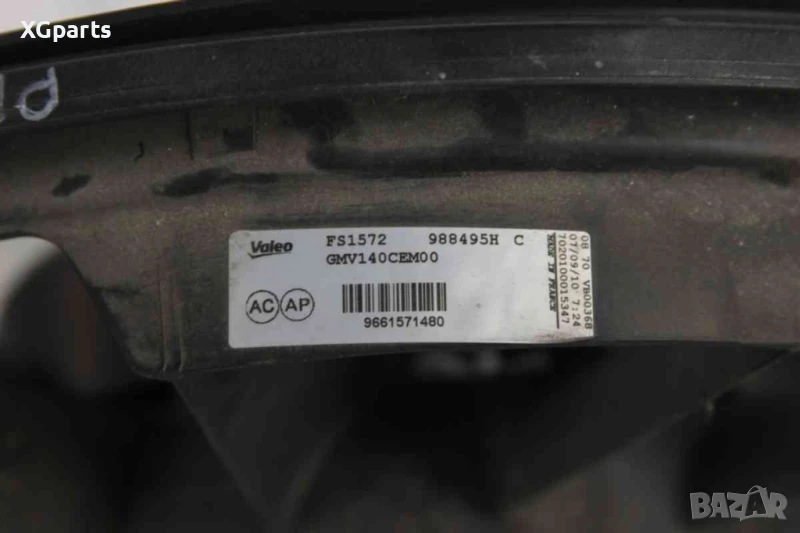 XGparts
Valeo
FS1572 988495H C
GMV140CEM00
AC AP
9661571480
MADE IN FRANCE
08 70 VB00368
07/09/10 7:24
7020100015347
BAZAR